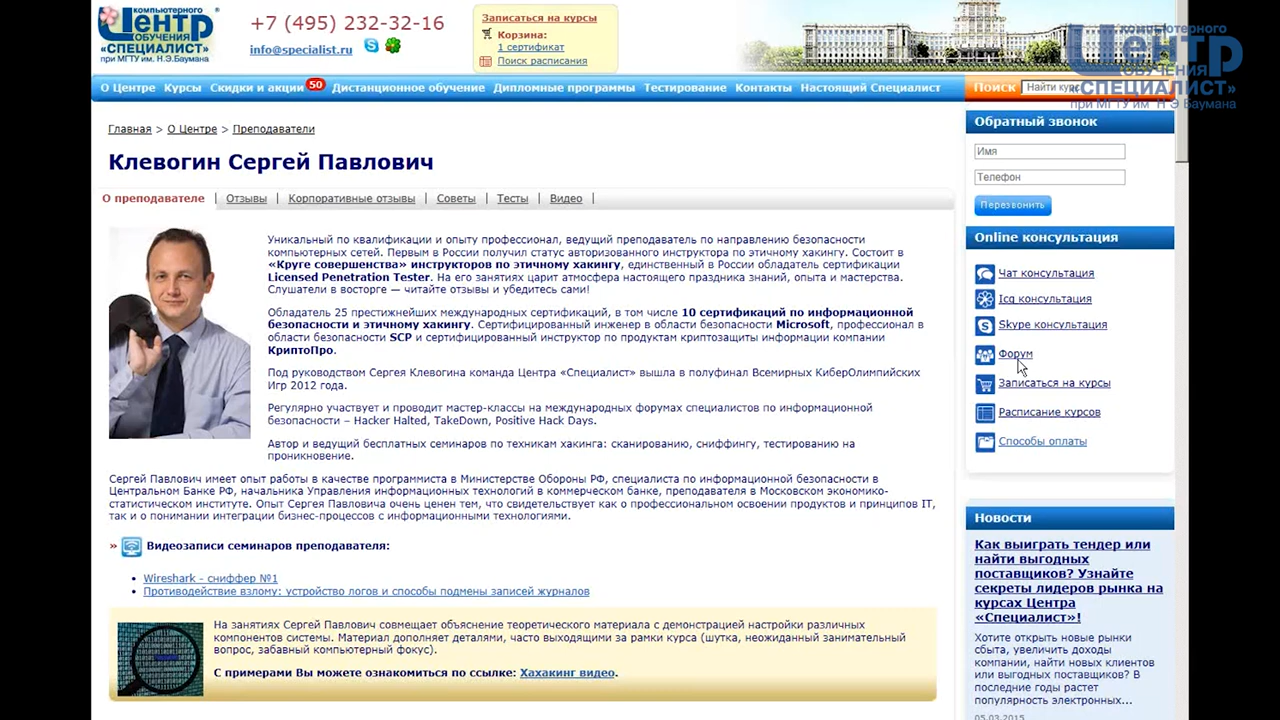 компьютерного
Центр®
ОБУЧЕНИЯ
«СПЕЦИАЛИСТ»
при МГТУ им. Н.Э.Баумана
+7 (495) 232-32-16
info@specialist.ru
Записаться на курсы
Корзина:
1 сертификат
Поиск расписания
компьютерного
Центр
ОБУЧЕНИЯ
«СПЕЦИАЛИСТ»
при МГТУ им. Н Э Баумана
О Центре Курсы Скидки и акции 50 Дистанционное обучение Дипломные программы Тестирование Контакты Настоящий Специалист
Поиск Найти курс
Главная > О Центре > Преподаватели
Клевогин Сергей Павлович
О преподавателе | Отзывы | Корпоративные отзывы | Советы | Тесты | Видео |
Уникальный по квалификации и опыту профессионал, ведущий преподаватель по направлению безопасности
компьютерных сетей. Первым в России получил статус авторизованного инструктора по этичному хакингу. Состоит в
«Круге совершенства» инструкторов по этичному хакингу, единственный в России обладатель сертификации
Licensed Penetration Tester. На его занятиях царит атмосфера настоящего праздника знаний, опыта и мастерства.
Слушатели в восторге — читайте отзывы и убедитесь сами!
Обладатель 25 престижнейших международных сертификаций, в том числе 10 сертификаций по информационной
безопасности и этичному хакингу. Сертифицированный инженер в области безопасности Microsoft, профессионал в
области безопасности SCP и сертифицированный инструктор по продуктам криптозащиты информации компании
КриптоПро.
Под руководством Сергея Клевогина команда Центра «Специалист» вышла в полуфинал Всемирных КиберОлимпийских
Игр 2012 года.
Регулярно участвует и проводит мастер-классы на международных форумах специалистов по информационной
безопасности – Hacker Halted, TakeDown, Positive Hack Days.
Автор и ведущий бесплатных семинаров по техникам хакинга: сканированию, сниффингу, тестированию на
проникновение.
Сергей Павлович имеет опыт работы в качестве программиста в Министерстве Обороны РФ, специалиста по информационной безопасности в
Центральном Банке РФ, начальника Управления информационных технологий в коммерческом банке, преподавателя в Московском экономико-
статистическом институте. Опыт Сергея Павловича очень ценен тем, что свидетельствует как о профессиональном освоении продуктов и принципов IT,
так и о понимании интеграции бизнес-процессов с информационными технологиями.
» Видеозаписи семинаров преподавателя:
• Wireshark - сниффер №1
• Противодействие взлому: устройство логов и способы подмены записей журналов
На занятиях Сергей Павлович совмещает объяснение теоретического материала с демонстрацией настройки различных
компонентов системы. Материал дополняет деталями, часто выходящими за рамки курса (шутка, неожиданный занимательный
вопрос, забавный компьютерный фокус).
С примерами Вы можете ознакомиться по ссылке: Хахакинг видео.
Обратный звонок
Имя
Телефон
Перезвонить
Online консультация
Чат консультация
Icq консультация
Skype консультация
Форум
Записаться на курсы
Расписание курсов
Способы оплаты
Новости
Как выиграть тендер или
найти выгодных
поставщиков? Узнайте
секреты лидеров рынка на
курсах Центра
«Специалист»!
Хотите открыть новые рынки
сбыта, увеличить доходы
компании, найти новых клиентов
или выгодных поставщиков? В
последние годы растет
популярность электронных...
05.03.2015